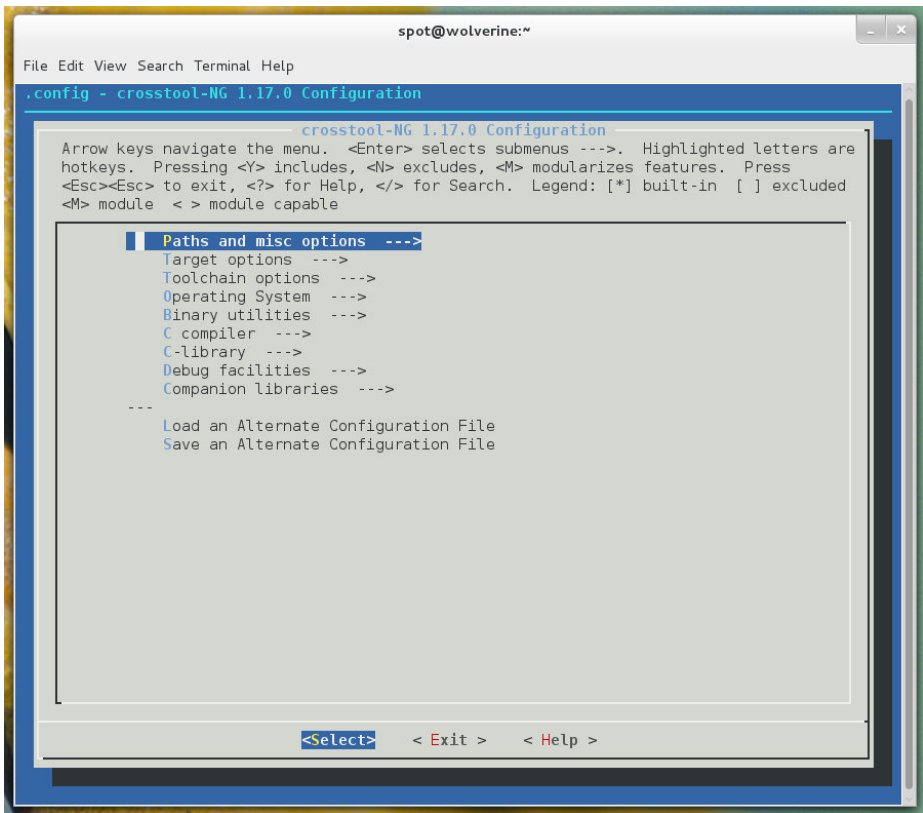 spot@wolverine:~
File Edit View Search Terminal Help
.config - crosstool-NG 1.17.0 Configuration
crosstool-NG 1.17.0 Configuration
Arrow keys navigate the menu.  <Enter> selects submenus --->.  Highlighted letters are
hotkeys.  Pressing <Y> includes, <N> excludes, <M> modularizes features.  Press
<Esc><Esc> to exit, <?> for Help, </> for Search.  Legend: [*] built-in  [ ] excluded
<M> module  < > module capable
Paths and misc options  --->
Target options  --->
Toolchain options  --->
Operating System  --->
Binary utilities  --->
C compiler  --->
C-library  --->
Debug facilities  --->
Companion libraries  --->
---
Load an Alternate Configuration File
Save an Alternate Configuration File
<Select>    < Exit >    < Help >